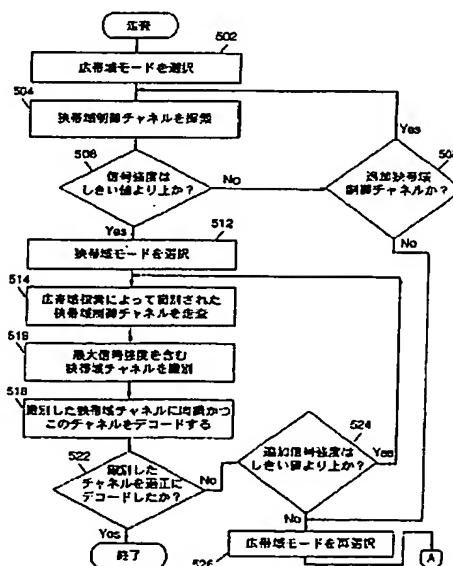 走査
502
広帯域モードを選択
504
狭帯域制御チャネルを探索
506
信号強度は
しきい値より上か？
No
Yes
追加狭帯域
制御チャネルか？
Yes
No
512
狭帯域モードを選択
514
広帯域探索によって識別された
狭帯域制御チャネルを走査
516
最大信号強度を含む
狭帯域チャネルを識別
518
識別した狭帯域チャネルに同調かつ
このチャネルをデコードする
522
識別した
チャネルを適正に
デコードしたか？
No
Yes
終了
524
追加信号強度は
しきい値より上か？
Yes
No
526
広帯域モードを再選択
A